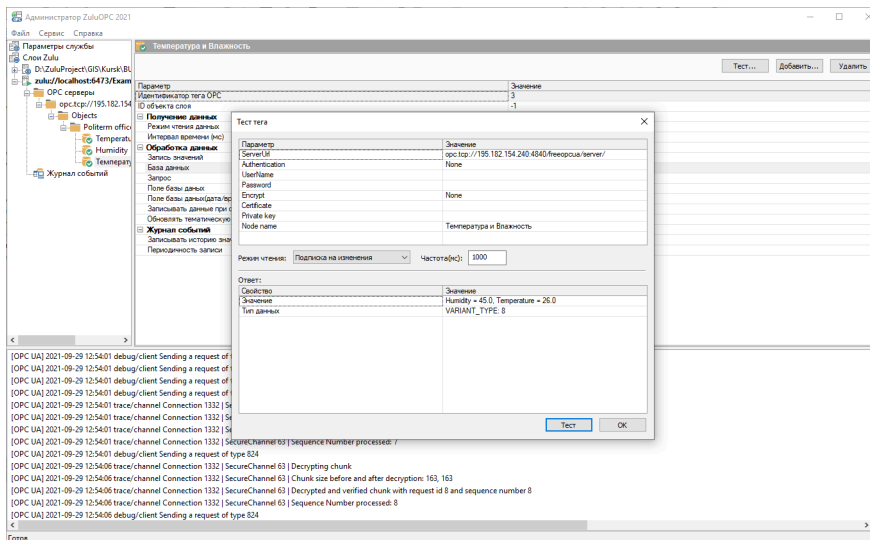 Администратор ZuluOPC 2021
Файл Сервис Справка
Параметры службы
Слои Zulu
D:\ZuluProject\GIS\Kursk\BU
zulu://localhost:6473/Exam
OPC серверы
opc.tcp://195.182.154
Objects
Politerm office
Temperatu
Humidity
Температу
Журнал событий
Температура и Влажность
Тест... Добавить... Удалить
Параметр Значение
Идентификатор тега OPC 3
ID объекта слоя -1
Получение данных
Режим чтения данных
Интервал времени (мс)
Обработка данных
Запись значений
База данных
Запрос
Поле базы даных
Поле базы даных(дата/вр
Записывать данные при о
Обновлять тематическую
Журнал событий
Записывать историю знач
Периодичность записи
Тест тега
Параметр Значение
ServerUrl opc.tcp://195.182.154.240:4840/freeopcua/server/
Authentication None
UserName
Password
Encrypt None
Certificate
Private key
Node name Температура и Влажность
Режим чтения: Подписка на изменения Частота(мс): 1000
Ответ:
Свойство Значение
Значение Humidity = 45.0, Temperature = 26.0
Тип данных VARIANT_TYPE: 8
Тест OK
[OPC UA] 2021-09-29 12:54:01 debug/client Sending a request of t
[OPC UA] 2021-09-29 12:54:01 debug/client Sending a request of t
[OPC UA] 2021-09-29 12:54:01 debug/client Sending a request of t
[OPC UA] 2021-09-29 12:54:01 debug/client Sending a request of t
[OPC UA] 2021-09-29 12:54:01 trace/channel Connection 1332 | Se
[OPC UA] 2021-09-29 12:54:01 trace/channel Connection 1332 | Se
[OPC UA] 2021-09-29 12:54:01 trace/channel Connection 1332 | Se
[OPC UA] 2021-09-29 12:54:01 trace/channel Connection 1332 | SecureChannel 63 | Sequence Number processed: 7
[OPC UA] 2021-09-29 12:54:01 debug/client Sending a request of type 824
[OPC UA] 2021-09-29 12:54:06 trace/channel Connection 1332 | SecureChannel 63 | Decrypting chunk
[OPC UA] 2021-09-29 12:54:06 trace/channel Connection 1332 | SecureChannel 63 | Chunk size before and after decryption: 163, 163
[OPC UA] 2021-09-29 12:54:06 trace/channel Connection 1332 | SecureChannel 63 | Decrypted and verified chunk with request id 8 and sequence number 8
[OPC UA] 2021-09-29 12:54:06 trace/channel Connection 1332 | SecureChannel 63 | Sequence Number processed: 8
[OPC UA] 2021-09-29 12:54:06 debug/client Sending a request of type 824
Готов